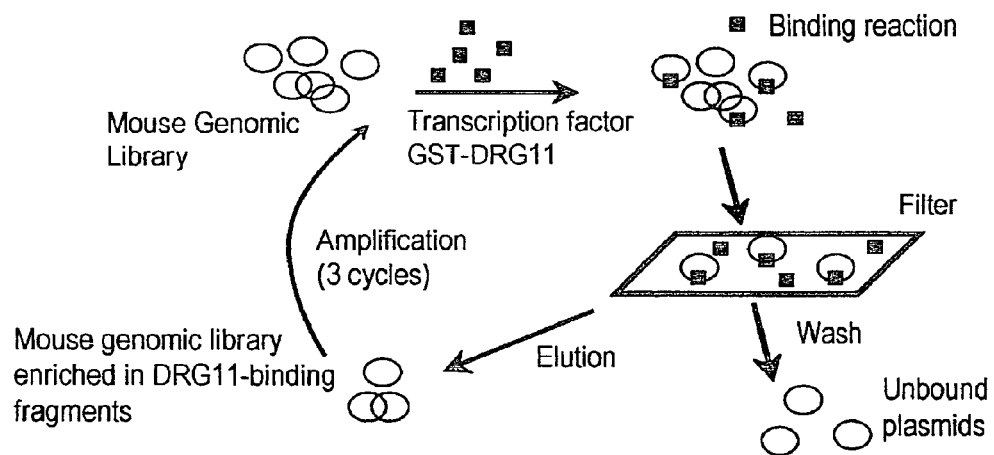 Binding reaction
Mouse Genomic
Library
Transcription factor
GST-DRG11
Filter
Amplification
(3 cycles)
Mouse genomic library
enriched in DRG11-binding
fragments
Elution
Wash
Unbound
plasmids